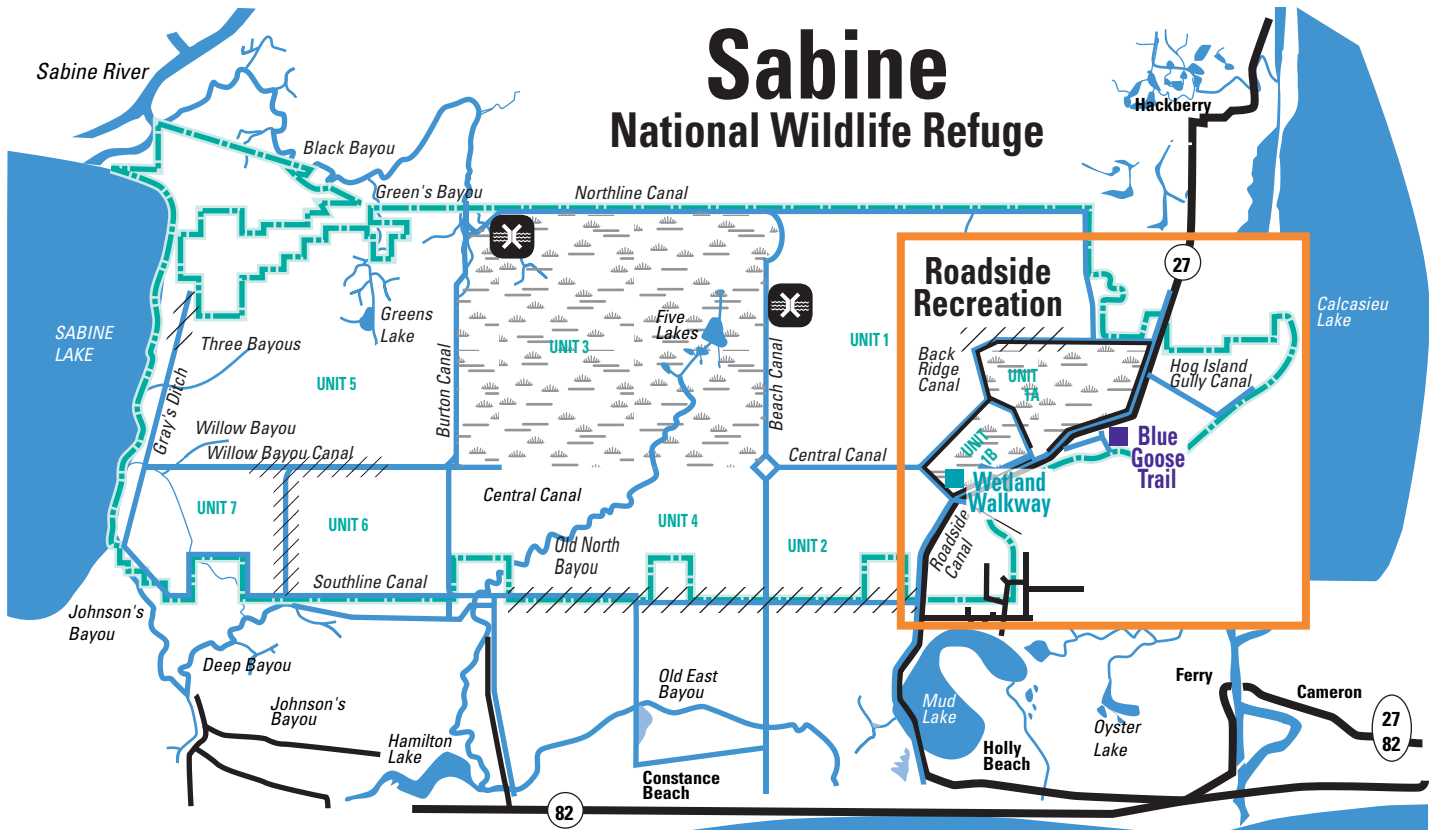 Sabine
National Wildlife Refuge
Sabine River
Hackberry
Black Bayou
Green's Bayou
Northline Canal
27
Roadside
Recreation
Calcasieu
Lake
SABINE
LAKE
Greens
Lake
Five
Lakes
UNIT 3
UNIT 1
Three Bayous
Back
Ridge
Canal
Hog Island
Gully Canal
UNIT
1A
UNIT 5
Burton Canal
Beach Canal
Gray's Ditch
Willow Bayou
Willow Bayou Canal
Central Canal
UNIT
1B
Blue
Goose
Trail
Wetland
Walkway
Central Canal
UNIT 7
UNIT 6
UNIT 4
UNIT 2
Old North
Bayou
Roadside
Canal
Southline Canal
Johnson's
Bayou
Deep Bayou
Old East
Bayou
Ferry
Cameron
Mud
Lake
Johnson's
Bayou
Oyster
Lake
27
82
Hamilton
Lake
Holly
Beach
Constance
Beach
82